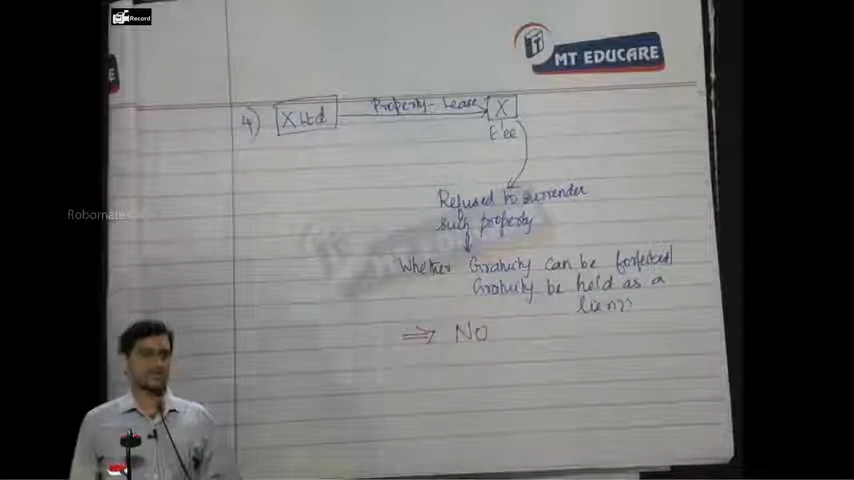 Record
MT EDUCARE
4) X Ltd Property - Lease X
E'ee
Robomates
Refused to surrender
such property
Whether Gratuity can be forfeited
Gratuity be held as a
lien??
⇒ No